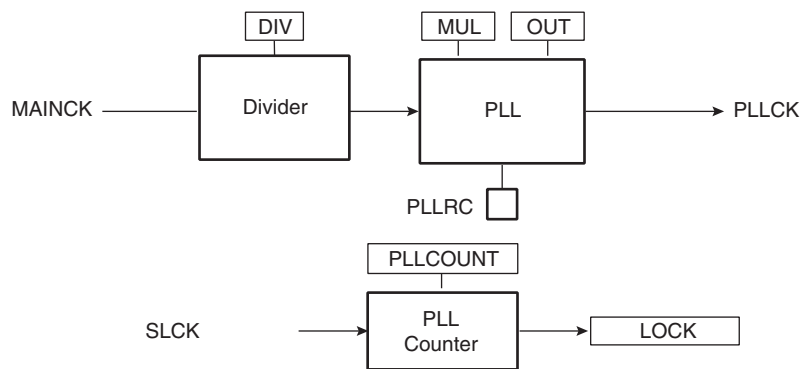 DIV
MUL
OUT
MAINCK
Divider
PLL
PLLCK
PLLRC
PLLCOUNT
SLCK
PLL
Counter
LOCK